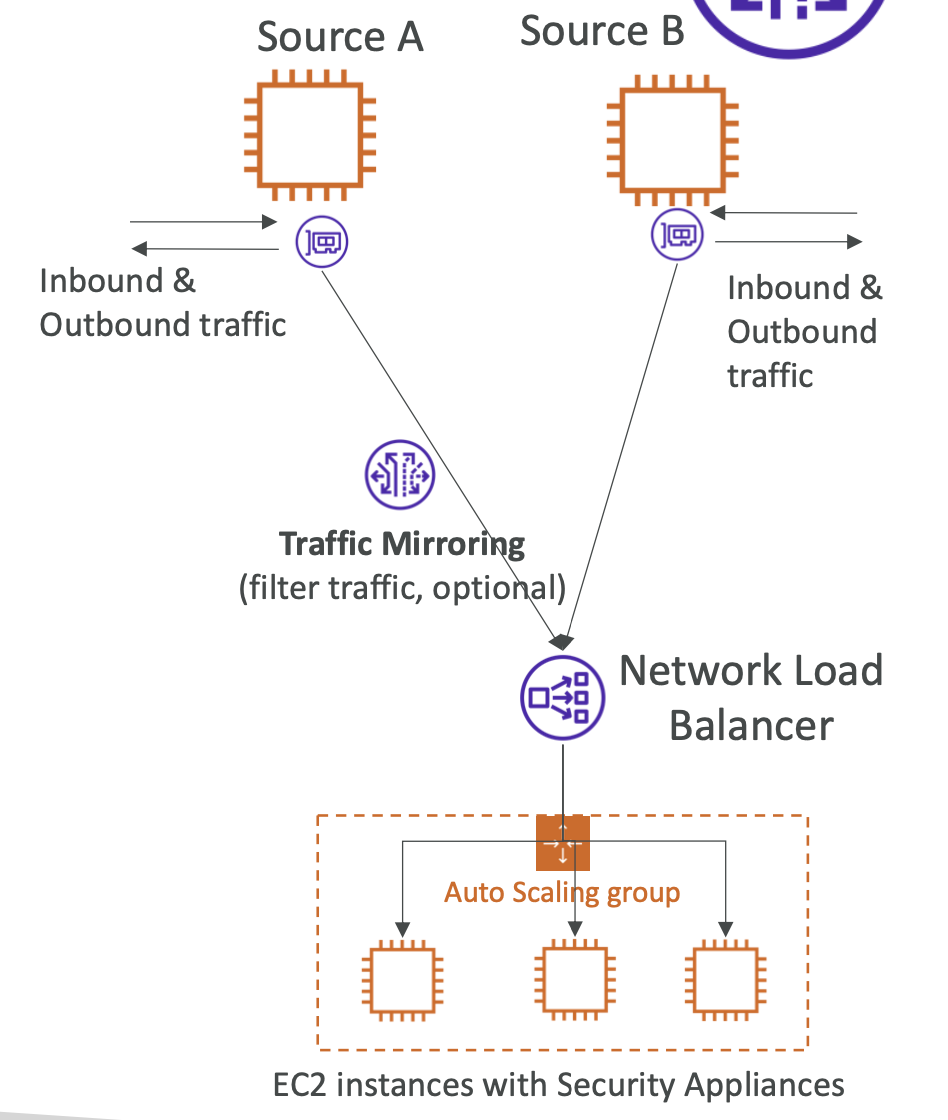 Source A
Source B
Inbound &
Outbound traffic
Inbound &
Outbound
traffic
Traffic Mirroring
(filter traffic, optional)
Network Load
Balancer
Auto Scaling group
EC2 instances with Security Appliances